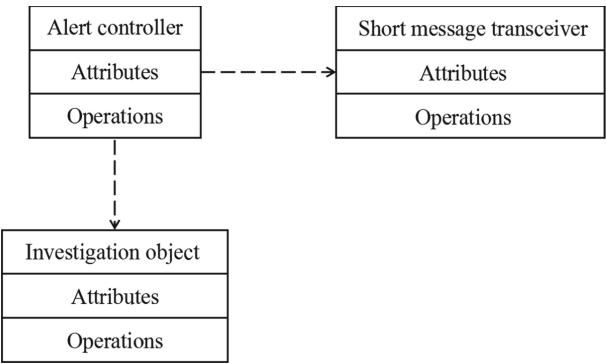 Alert controller
Attributes
Operations
Short message transceiver
Attributes
Operations
Investigation object
Attributes
Operations